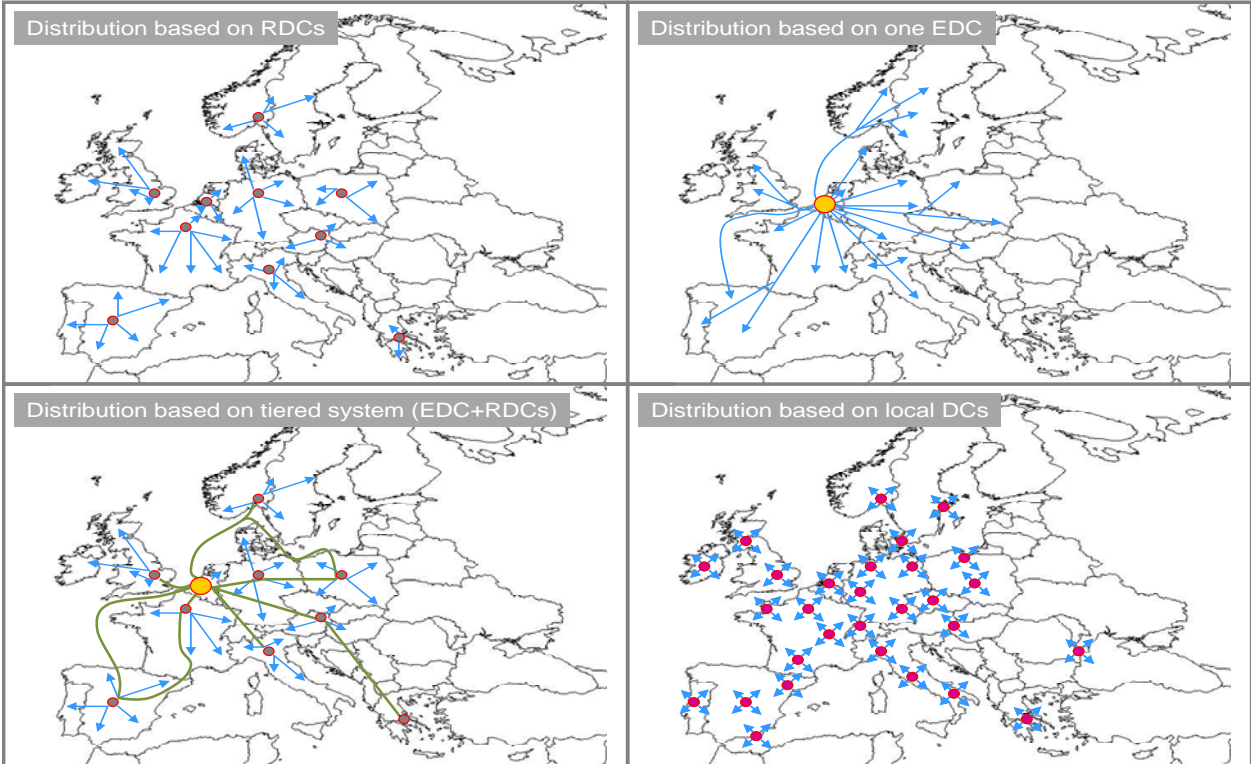 Distribution based on RDCs
Distribution based on one EDC
Distribution based on tiered system (EDC+RDCs)
Distribution based on local DCs